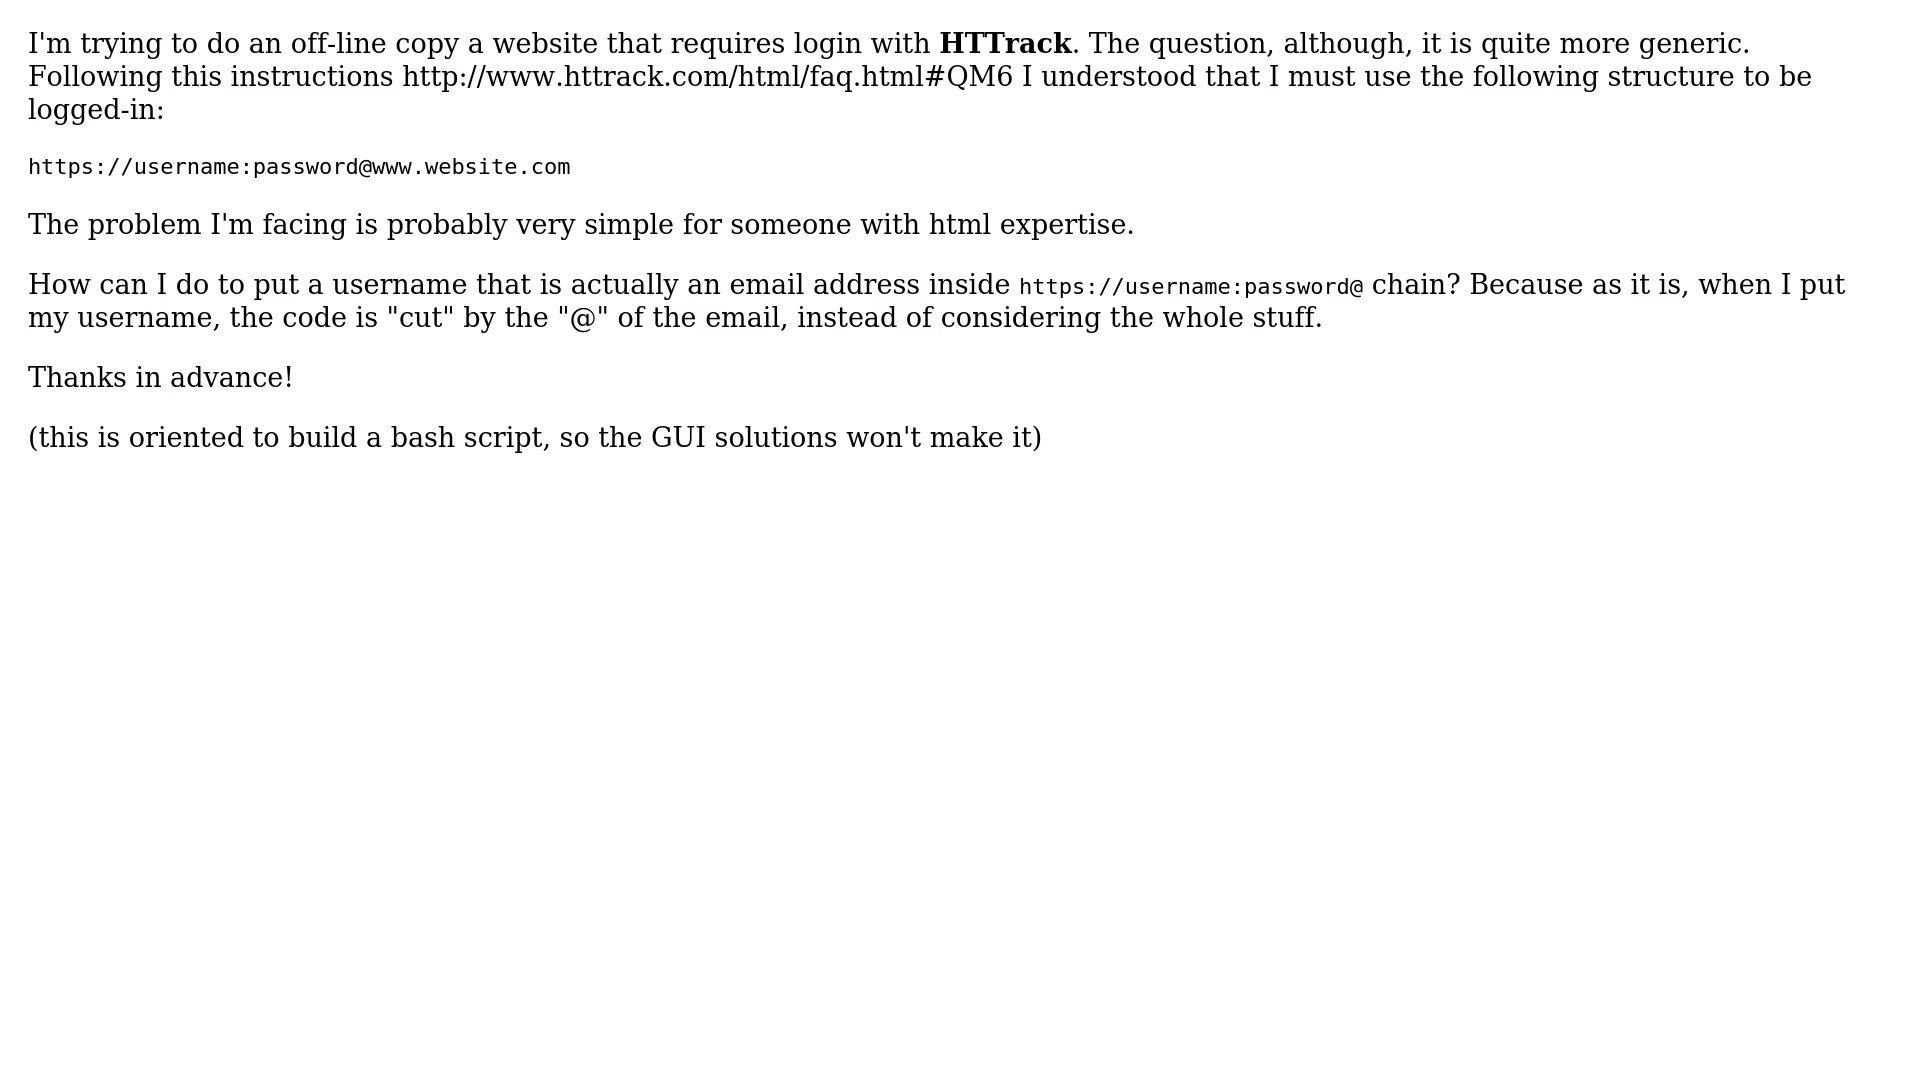 I'm trying to do an off-line copy a website that requires login with HTTrack. The question, although, it is quite more generic.
Following this instructions http://www.httrack.com/html/faq.html#QM6 I understood that I must use the following structure to be
logged-in:
https://username:password@www.website.com
The problem I'm facing is probably very simple for someone with html expertise.
How can I do to put a username that is actually an email address inside https://username:password@ chain? Because as it is, when I put
my username, the code is "cut" by the "@" of the email, instead of considering the whole stuff.
Thanks in advance!
(this is oriented to build a bash script, so the GUI solutions won't make it)